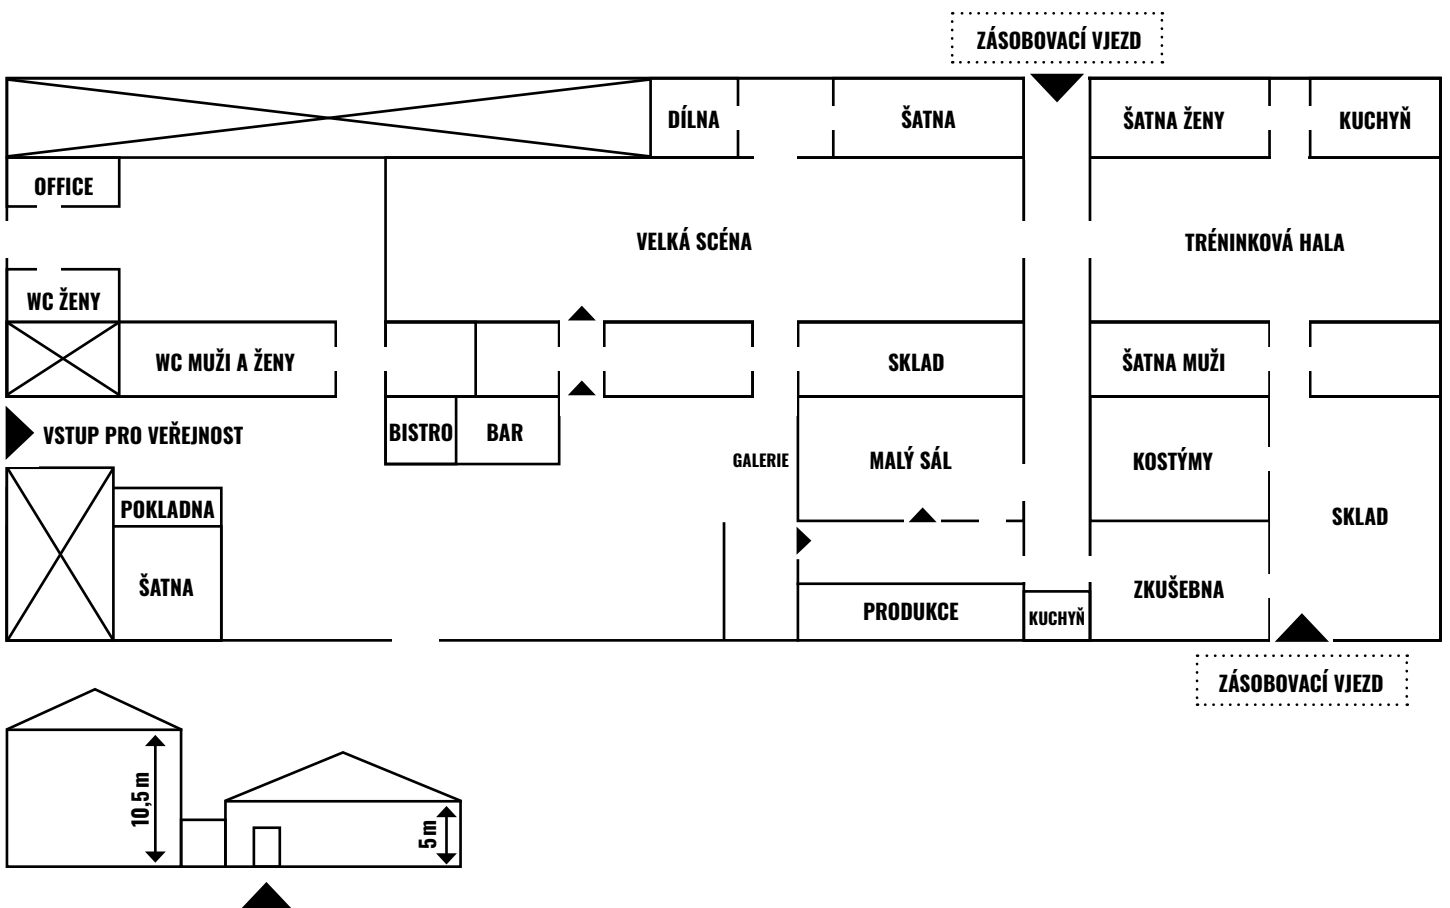 ZÁSOBOVACÍ VJEZD
DÍLNA
ŠATNA
ŠATNA ŽENY
KUCHYŇ
OFFICE
VELKÁ SCÉNA
TRÉNINKOVÁ HALA
WC ŽENY
WC MUŽI A ŽENY
SKLAD
ŠATNA MUŽI
VSTUP PRO VEŘEJNOST
BISTRO
BAR
GALERIE
MALÝ SÁL
KOSTÝMY
POKLADNA
SKLAD
ŠATNA
ZKUŠEBNA
PRODUKCE
KUCHYŇ
ZÁSOBOVACÍ VJEZD
10,5 m
5 m